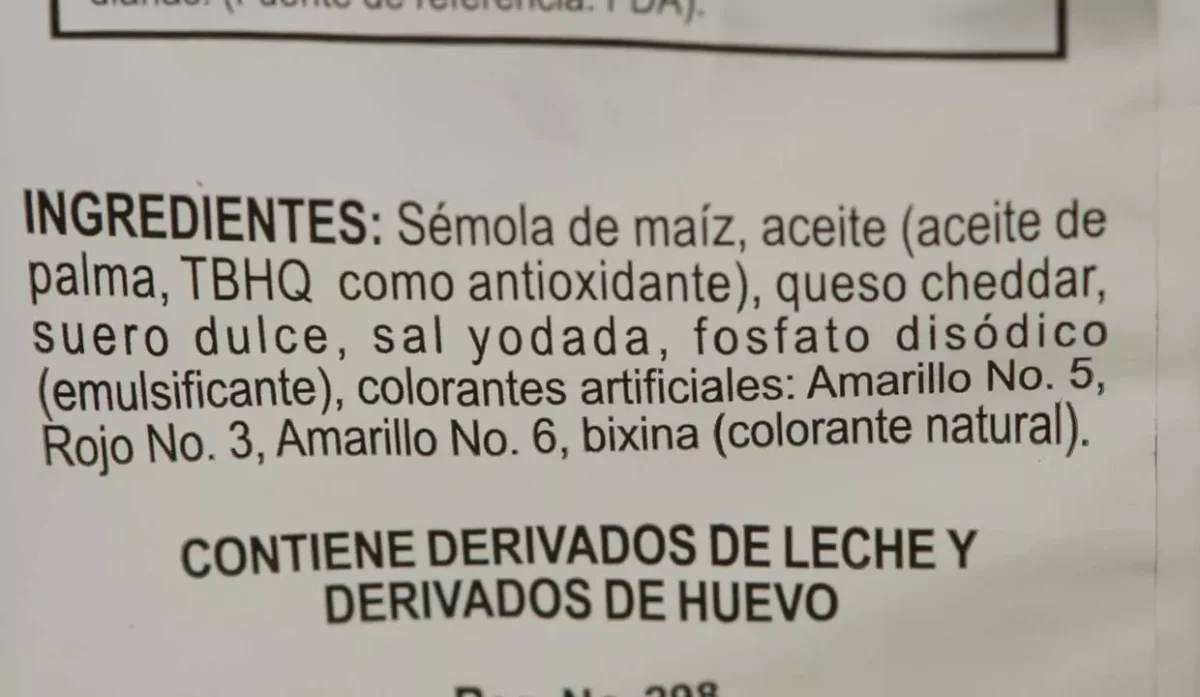 INGREDIENTES: Sémola de maíz, aceite (aceite de
palma, TBHQ como antioxidante), queso cheddar,
suero dulce, sal yodada, fosfato disódico
(emulsificante), colorantes artificiales: Amarillo No. 5,
Rojo No. 3, Amarillo No. 6, bixina (colorante natural).
CONTIENE DERIVADOS DE LECHE Y
DERIVADOS DE HUEVO